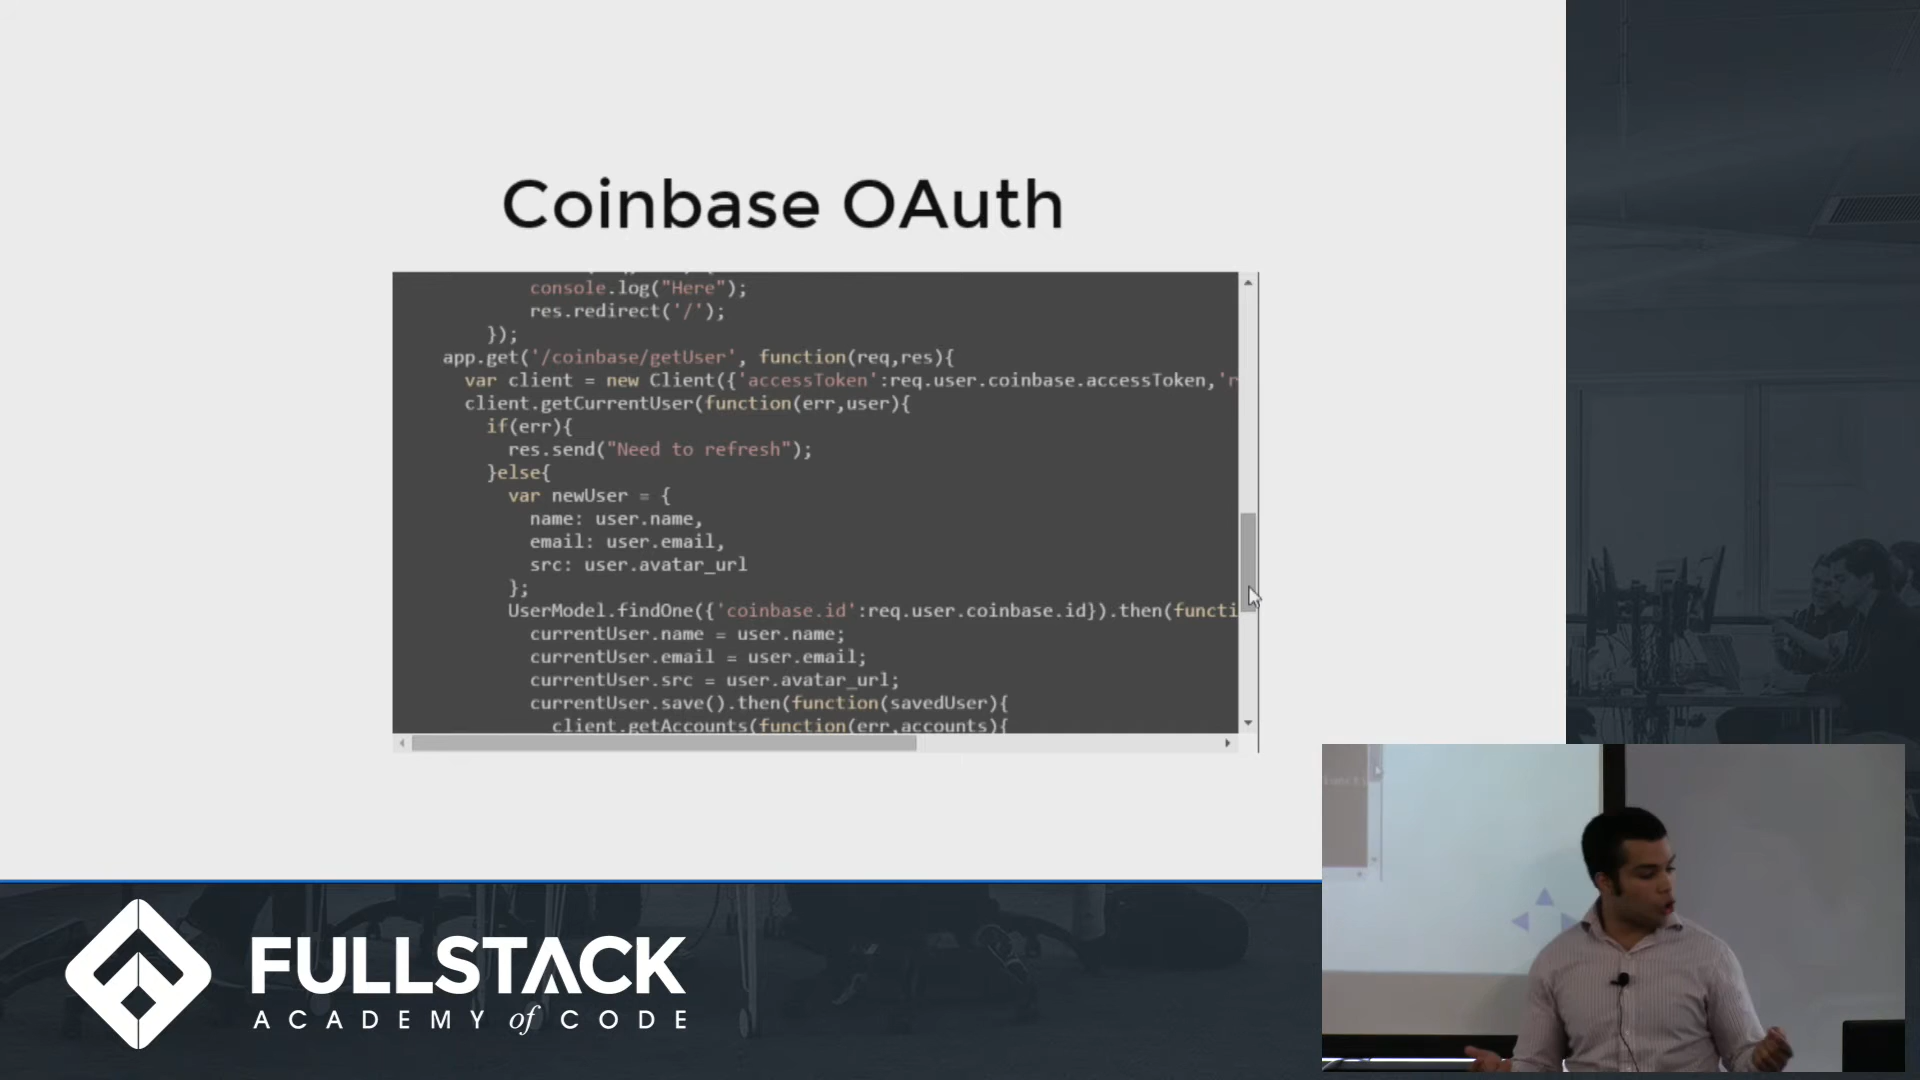 Coinbase OAuth
console.log("Here");
res.redirect('/');
});
app.get('/coinbase/getUser', function(req,res){
var client = new Client({'accessToken':req.user.coinbase.accessToken,'r
client.getCurrentUser(function(err,user){
if(err){
res.send("Need to refresh");
}else{
var newUser = {
name: user.name,
email: user.email,
src: user.avatar_url
};
UserModel.findOne({'coinbase.id':req.user.coinbase.id}).then(functi
currentUser.name = user.name;
currentUser.email = user.email;
currentUser.src = user.avatar_url;
currentUser.save().then(function(savedUser){
client.getAccounts(function(err,accounts){
FULLSTACK
ACADEMY of CODE